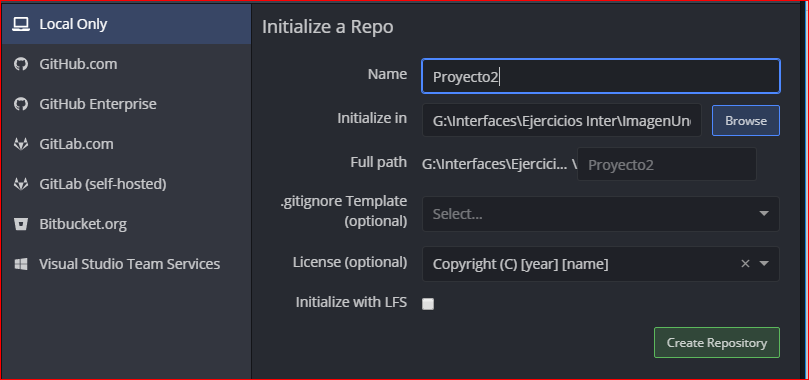 Local Only
GitHub.com
GitHub Enterprise
GitLab.com
GitLab (self-hosted)
Bitbucket.org
Visual Studio Team Services
Initialize a Repo
Name Proyecto2
Initialize in G:\Interfaces\Ejercicios Inter\ImagenUn Browse
Full path G:\Interfaces\Ejercici... \ Proyecto2
.gitignore Template
(optional) Select...
License (optional) Copyright (C) [year] [name] ×
Initialize with LFS
Create Repository